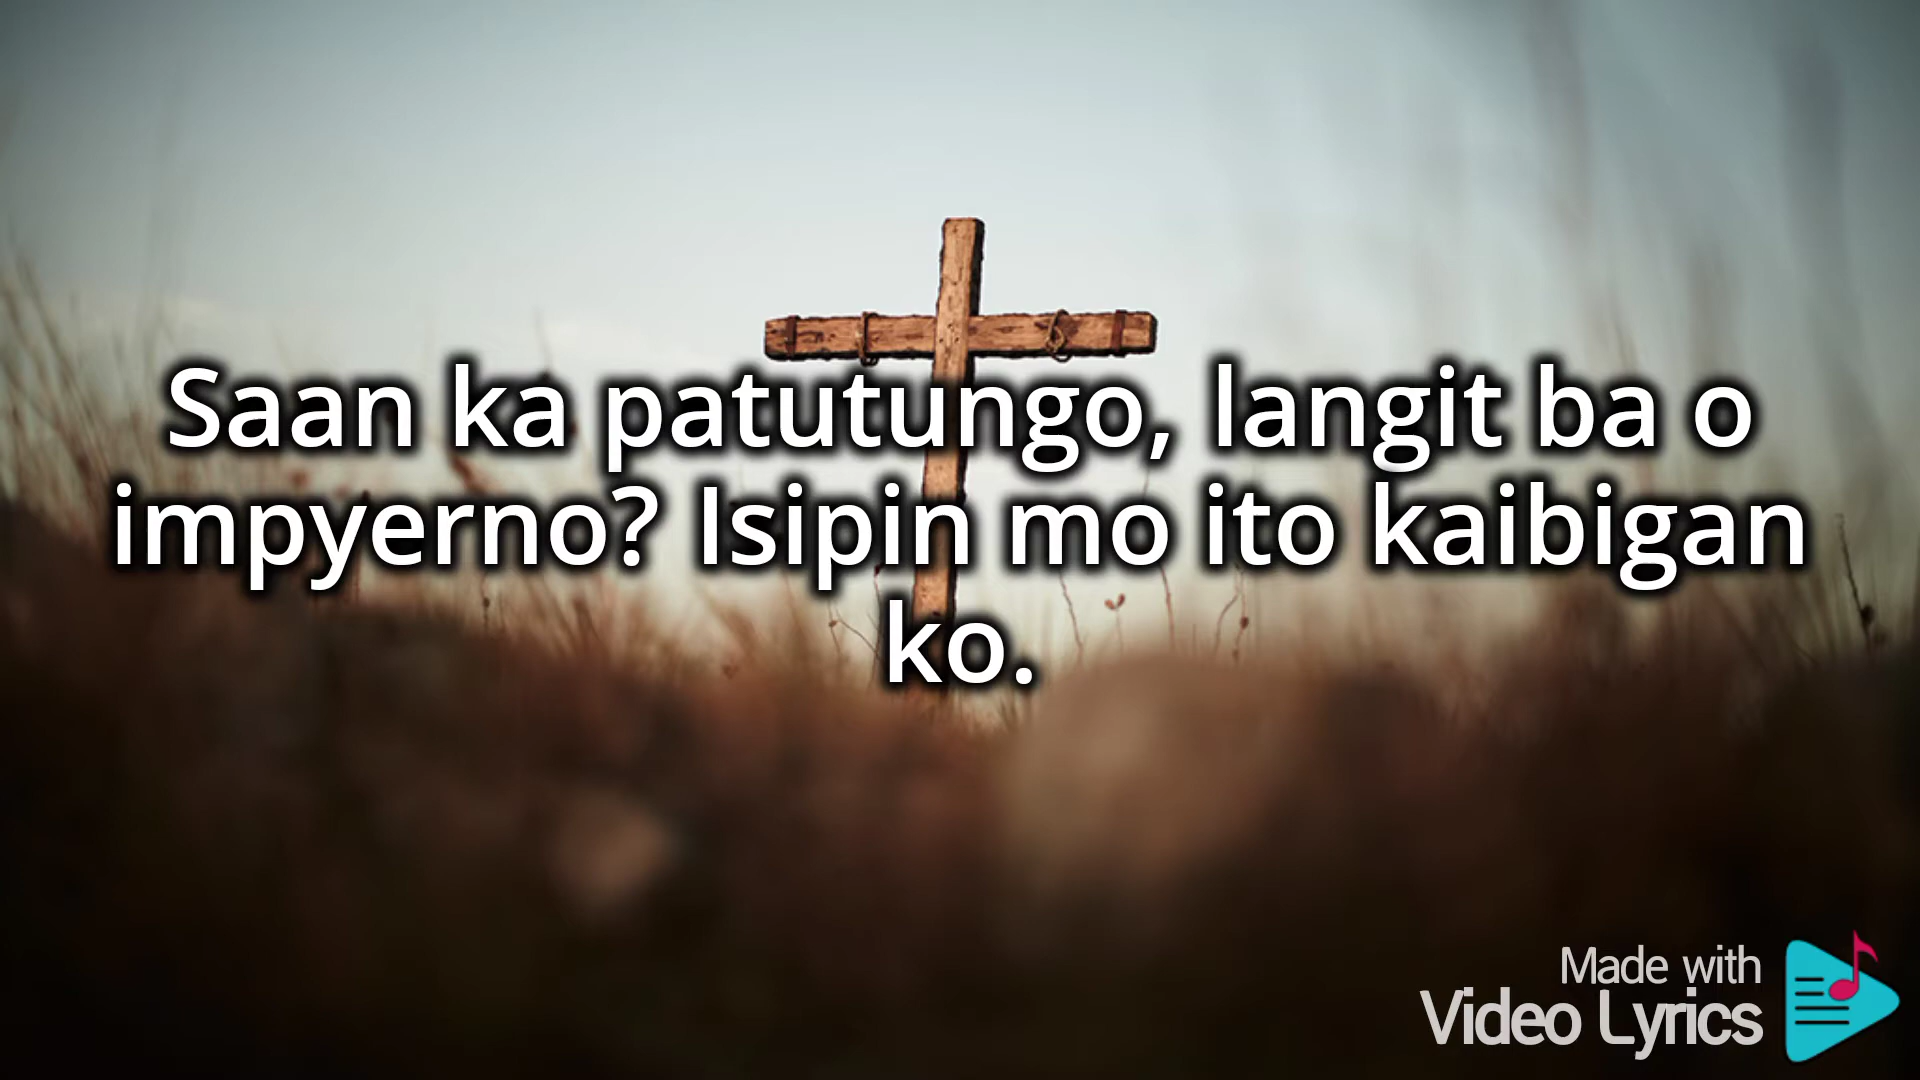 Saan ka patutungo, langit ba o
impyerno? Isipin mo ito kaibigan
ko.
Made with
Video Lyrics